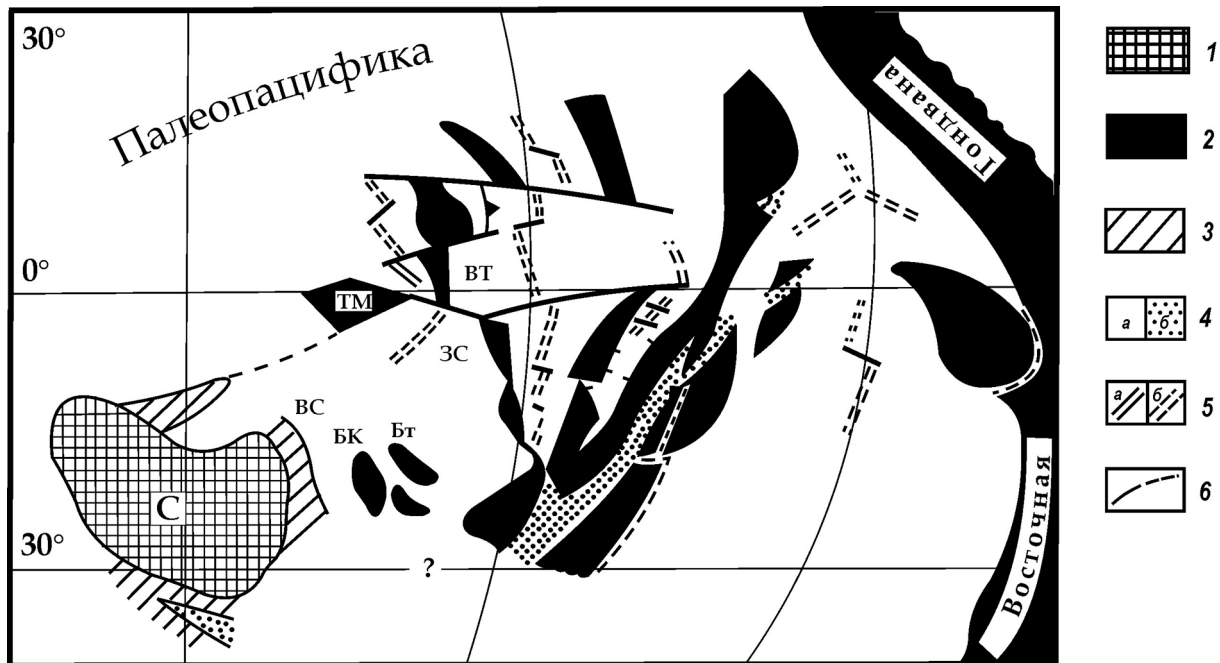 30°
Палеопацифика
Гондвана
0°
ВТ
ТМ
ЗС
ВС
БК
Бт
С
30°
?
Восточная
1
2
3
а б 4
а б 5
6